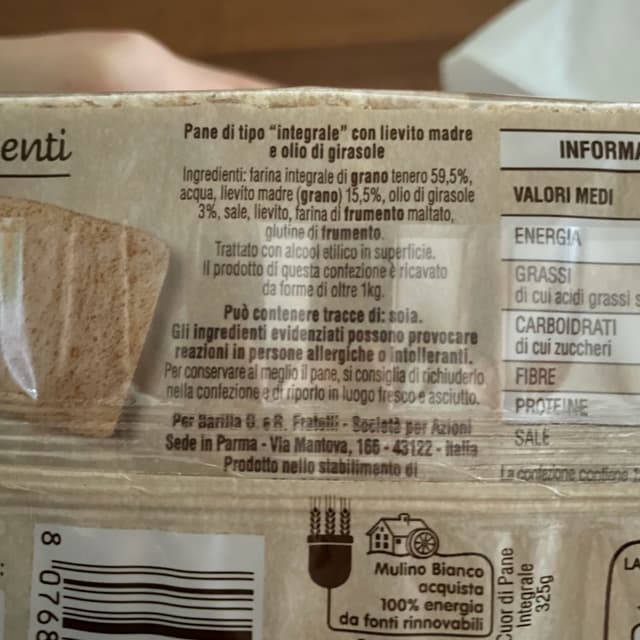 enti
Pane di tipo "integrale" con lievito madre
e olio di girasole
Ingredienti: farina integrale di grano tenero 59,5%,
acqua, lievito madre (grano) 15,5%, olio di girasole
3%, sale, lievito, farina di frumento maltato,
glutine di frumento.
Trattato con alcool etilico in superficie.
Il prodotto di questa confezione è ricavato
da forme di oltre 1kg.
Può contenere tracce di: soia.
Gli ingredienti evidenziati possono provocare
reazioni in persone allergiche o intolleranti.
Per conservare al meglio il pane, si consiglia di richiuderlo
nella confezione e di riporlo in luogo fresco e asciutto.
Per Barilla G. e R. Fratelli - Società per Azioni
Sede in Parma - Via Mantova, 166 - 43122 - Italia
Prodotto nello stabilimento di
INFORMA
VALORI MEDI
ENERGIA
GRASSI
di cui acidi grassi s
CARBOIDRATI
di cui zuccheri
FIBRE
PROTEINE
SALE
La confezione contiene
8 0768
Mulino Bianco
acquista
100% energia
da fonti rinnovabili
Cuor di Pane
Integrale
325g
LA